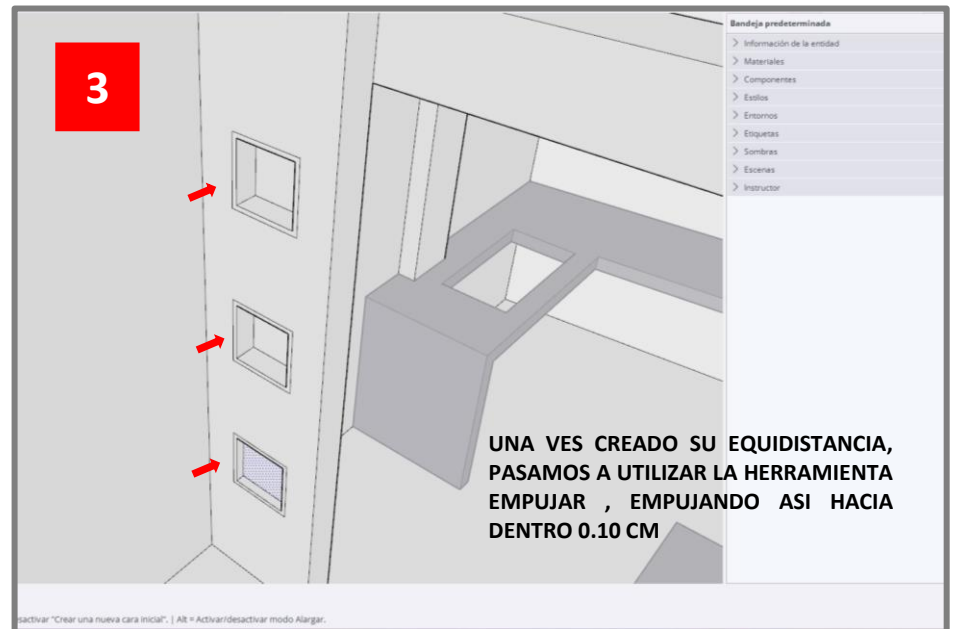 3
Bandeja predeterminada
Información de la entidad
Materiales
Componentes
Estilos
Entornos
Etiquetas
Sombras
Escenas
Instructor
UNA VES CREADO SU EQUIDISTANCIA,
PASAMOS A UTILIZAR LA HERRAMIENTA
EMPUJAR , EMPUJANDO ASI HACIA
DENTRO 0.10 CM
sactivar "Crear una nueva cara inicial". | Alt = Activar/desactivar modo Alargar.